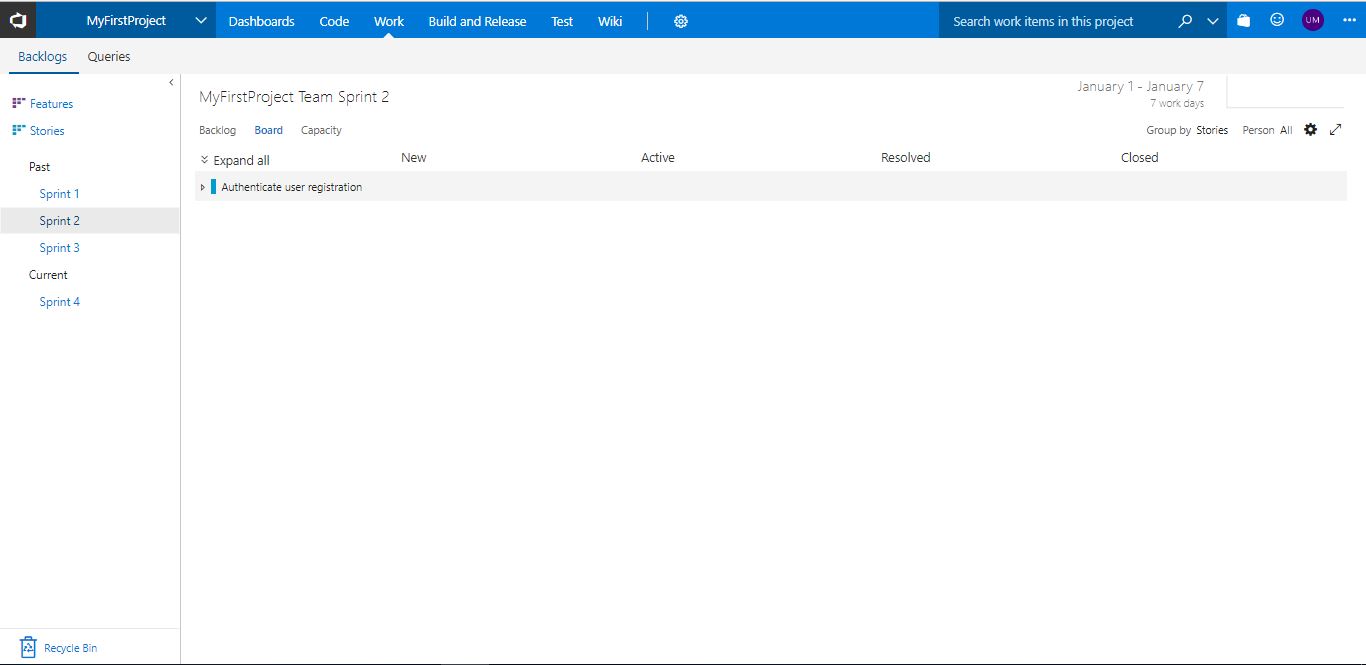 MyFirstProject Dashboards Code Work Build and Release Test Wiki Search work items in this project UM
Backlogs Queries
Features
Stories
Past
Sprint 1
Sprint 2
Sprint 3
Current
Sprint 4
Recycle Bin
MyFirstProject Team Sprint 2
January 1 - January 7
7 work days
Backlog Board Capacity
Group by Stories Person All
Expand all New Active Resolved Closed
Authenticate user registration